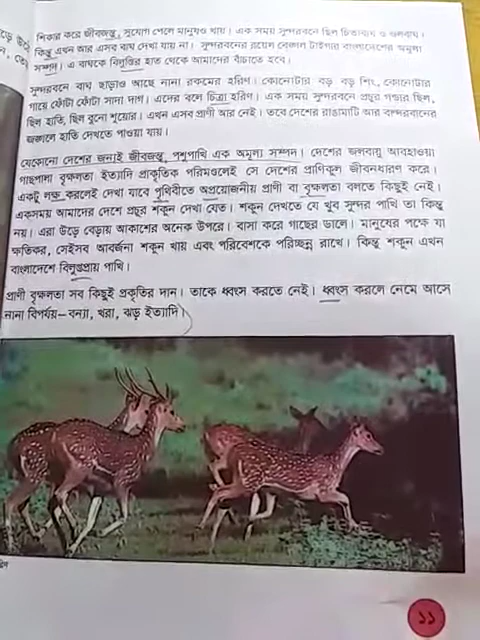 শিকার করে জীবজন্তু, সুযোগ পেলে মানুষও খায়। এক সময় সুন্দরবনে ছিল চিতাবাঘ ও ওলবাঘ।
কিন্তু এখন আর এসব বাঘ দেখা যায় না। সুন্দরবনের রয়েল বেঙ্গল টাইগার বাংলাদেশের অমূল্য
সম্পদ। এ বাঘকে বিলুপ্তির হাত থেকে আমাদের বাঁচাতে হবে।
সুন্দরবনে বাঘ ছাড়াও আছে নানা রকমের হরিণ। কোনোটার বড় বড় শিং, কোনোটার
গায়ে ফোঁটা ফোঁটা সাদা দাগ। এদের বলে চিত্রা হরিণ। এক সময় সুন্দরবনে প্রচুর গণ্ডার ছিল,
ছিল হাতি, ছিল বুনো শুয়োর। এখন এসব প্রাণী আর নেই। তবে দেশের রাঙামাটি আর বান্দরবানের
জঙ্গলে হাতি দেখতে পাওয়া যায়।
যেকোনো দেশের জন্যই জীবজন্তু, পশুপাখি এক অমূল্য সম্পদ। দেশের জলবায়ু আবহাওয়া
গাছপালা বৃক্ষলতা ইত্যাদি প্রাকৃতিক পরিমণ্ডলেই সে দেশের প্রাণিকুল জীবনধারণ করে।
একটু লক্ষ করলেই দেখা যাবে পৃথিবীতে অপ্রয়োজনীয় প্রাণী বা বৃক্ষলতা বলতে কিছুই নেই।
একসময় আমাদের দেশে প্রচুর শকুন দেখা যেত। শকুন দেখতে যে খুব সুন্দর পাখি তা কিন্তু
নয়। এরা উড়ে বেড়ায় আকাশের অনেক উপরে। বাসা করে গাছের ডালে। মানুষের পক্ষে যা
ক্ষতিকর, সেইসব আবর্জনা শকুন খায় এবং পরিবেশকে পরিচ্ছন্ন রাখে। কিন্তু শকুন এখন
বাংলাদেশে বিলুপ্তপ্রায় পাখি।
প্রাণী বৃক্ষলতা সব কিছুই প্রকৃতির দান। তাকে ধ্বংস করতে নেই। ধ্বংস করলে নেমে আসে
নানা বিপর্যয়—বন্যা, খরা, ঝড় ইত্যাদি।
১১